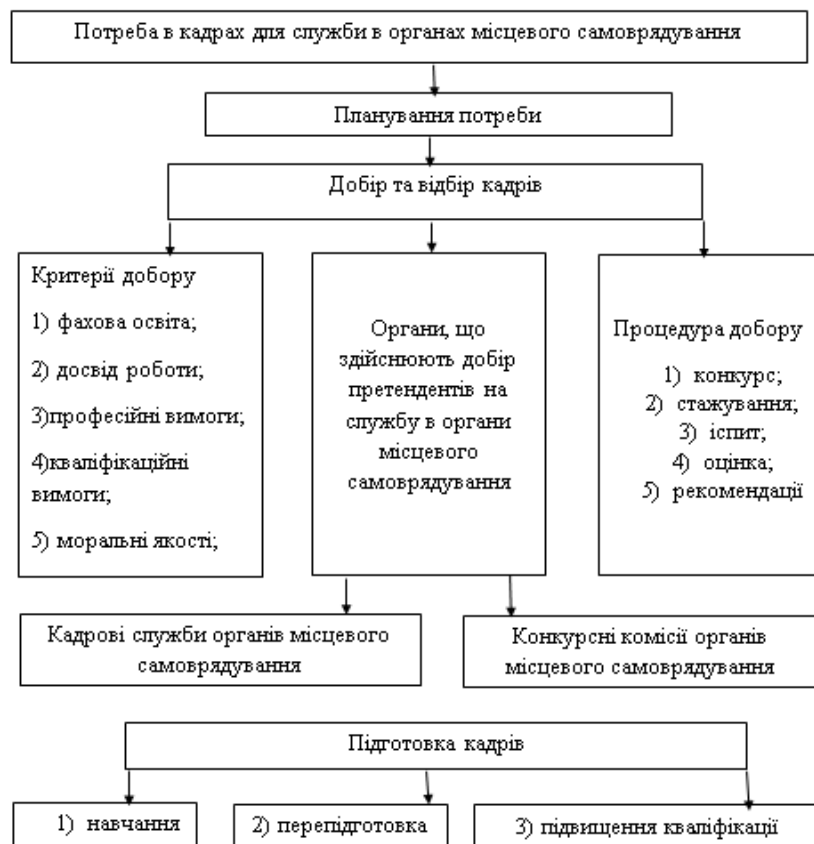 Потреба в кадрах для служби в органах місцевого самоврядування
Планування потреби
Добір та відбір кадрів
Критерії добору
1) фахова освіта;
2) досвід роботи;
3)професійні вимоги;
4)кваліфікаційні
вимоги;
5) моральні якості;
Органи, що
здійснюють добір
претендентів на
службу в органи
місцевого
самоврядування
Процедура добору
1) конкурс;
2) стажування;
3) іспит;
4) оцінка;
5) рекомендації
Кадрові служби органів місцевого
самоврядування
Конкурсні комісії органів
місцевого самоврядування
Підготовка кадрів
1) навчання
2) перепідготовка
3) підвищення кваліфікації